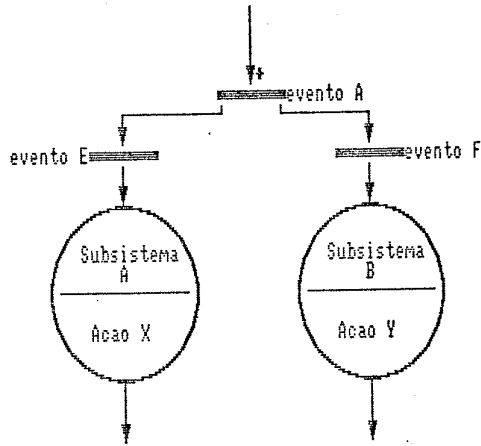 +
evento A
evento E
evento F
Subsistema
A
Acao X
Subsistema
B
Acao Y